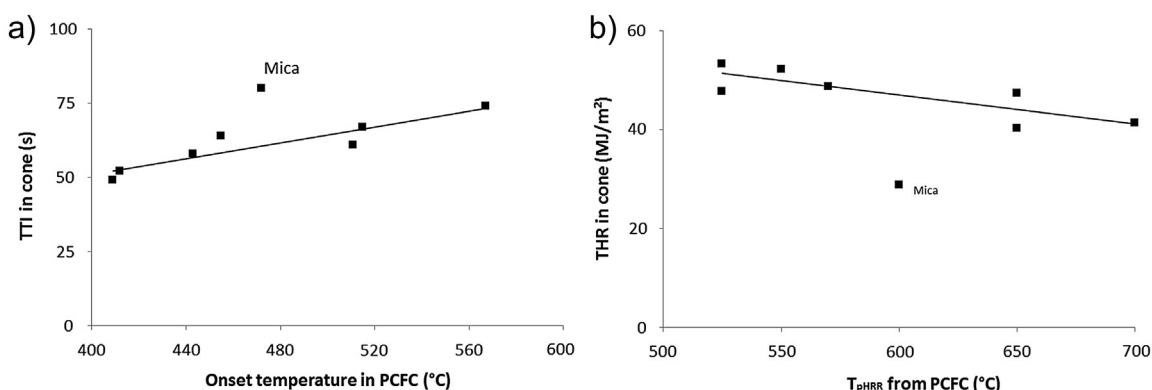 a)
100
75
50
25
0
TTI in cone (s)
Mica
400 440 480 520 560 600
Onset temperature in PCFC (°C)
b)
60
40
20
0
THR in cone (MJ/m²)
Mica
500 550 600 650 700
TpHRR from PCFC (°C)